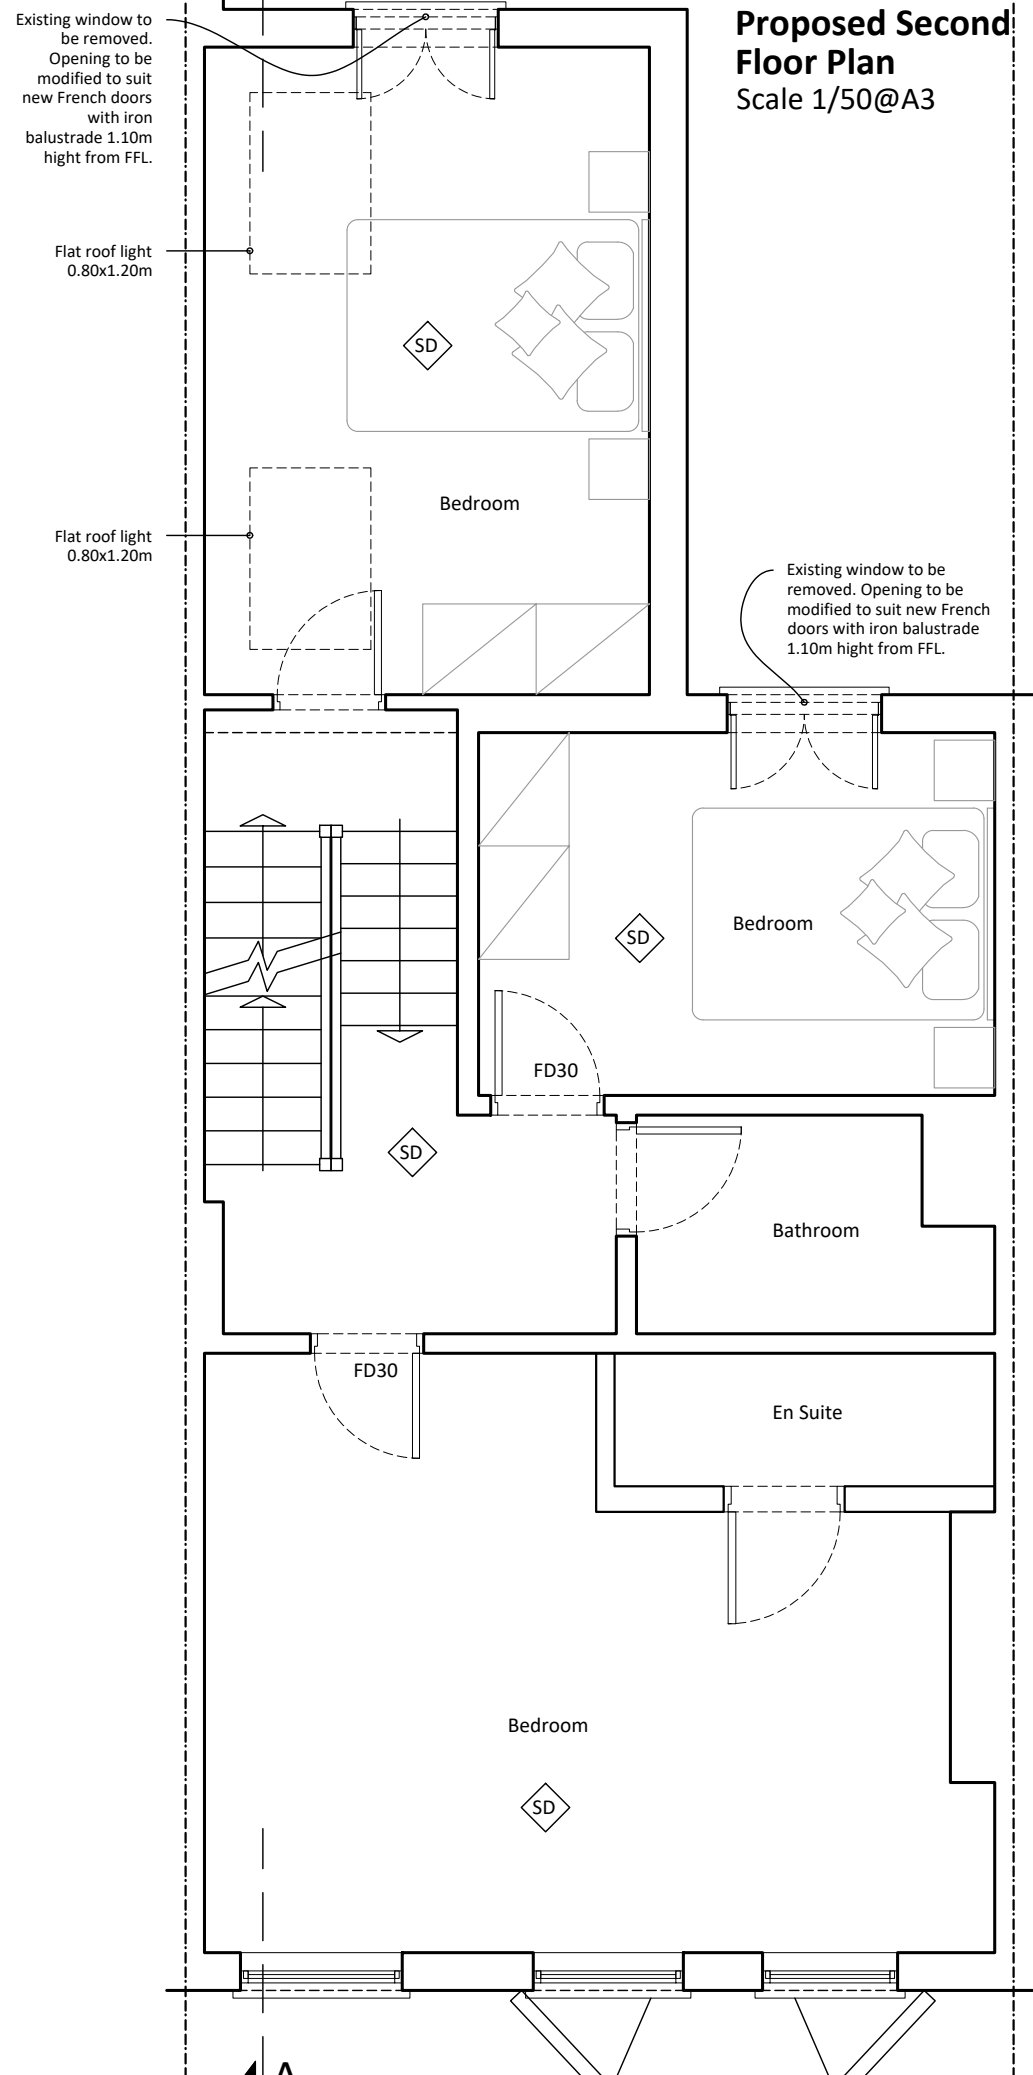 Proposed Second
Floor Plan
Scale 1/50@A3
Existing window to
be removed.
Opening to be
modified to suit
new French doors
with iron
balustrade 1.10m
hight from FFL.
Flat roof light
0.80x1.20m
SD
Bedroom
Flat roof light
0.80x1.20m
Existing window to be
removed. Opening to be
modified to suit new French
doors with iron balustrade
1.10m hight from FFL.
Bedroom
SD
FD30
SD
Bathroom
FD30
En Suite
Bedroom
SD
A